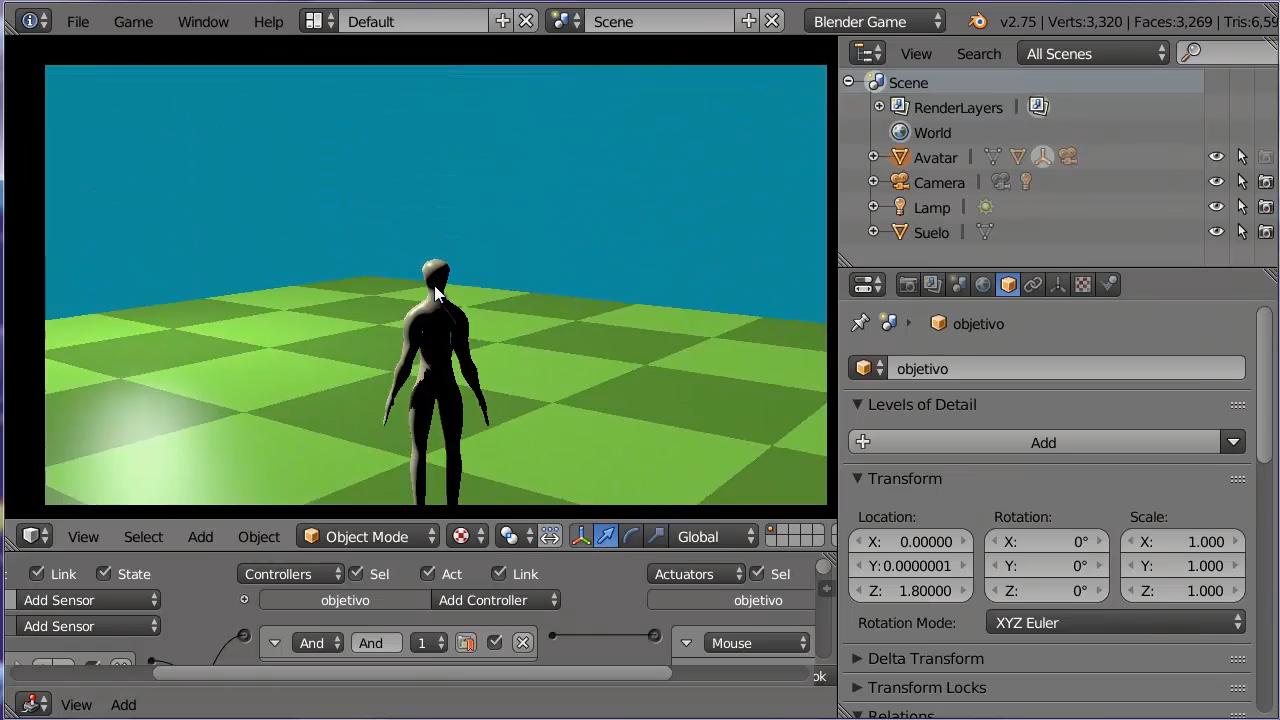 File Game Window Help Default Scene Blender Game v2.75 | Verts:3,320 | Faces:3,269 | Tris:6,59
View Search All Scenes
Scene
RenderLayers
World
Avatar
Camera
Lamp
Suelo
objetivo
objetivo
Levels of Detail
Add
Transform
Location: Rotation: Scale:
X: 0.00000 X: 0° X: 1.000
Y: 0.0000001 Y: 0° Y: 1.000
Z: 1.80000 Z: 0° Z: 1.000
Rotation Mode: XYZ Euler
Delta Transform
Transform Locks
Relations
View Select Add Object Object Mode Global
Link State Controllers Sel Act Link Actuators Sel
Add Sensor objetivo Add Controller objetivo
Add Sensor
And And 1 Mouse
ok
View Add